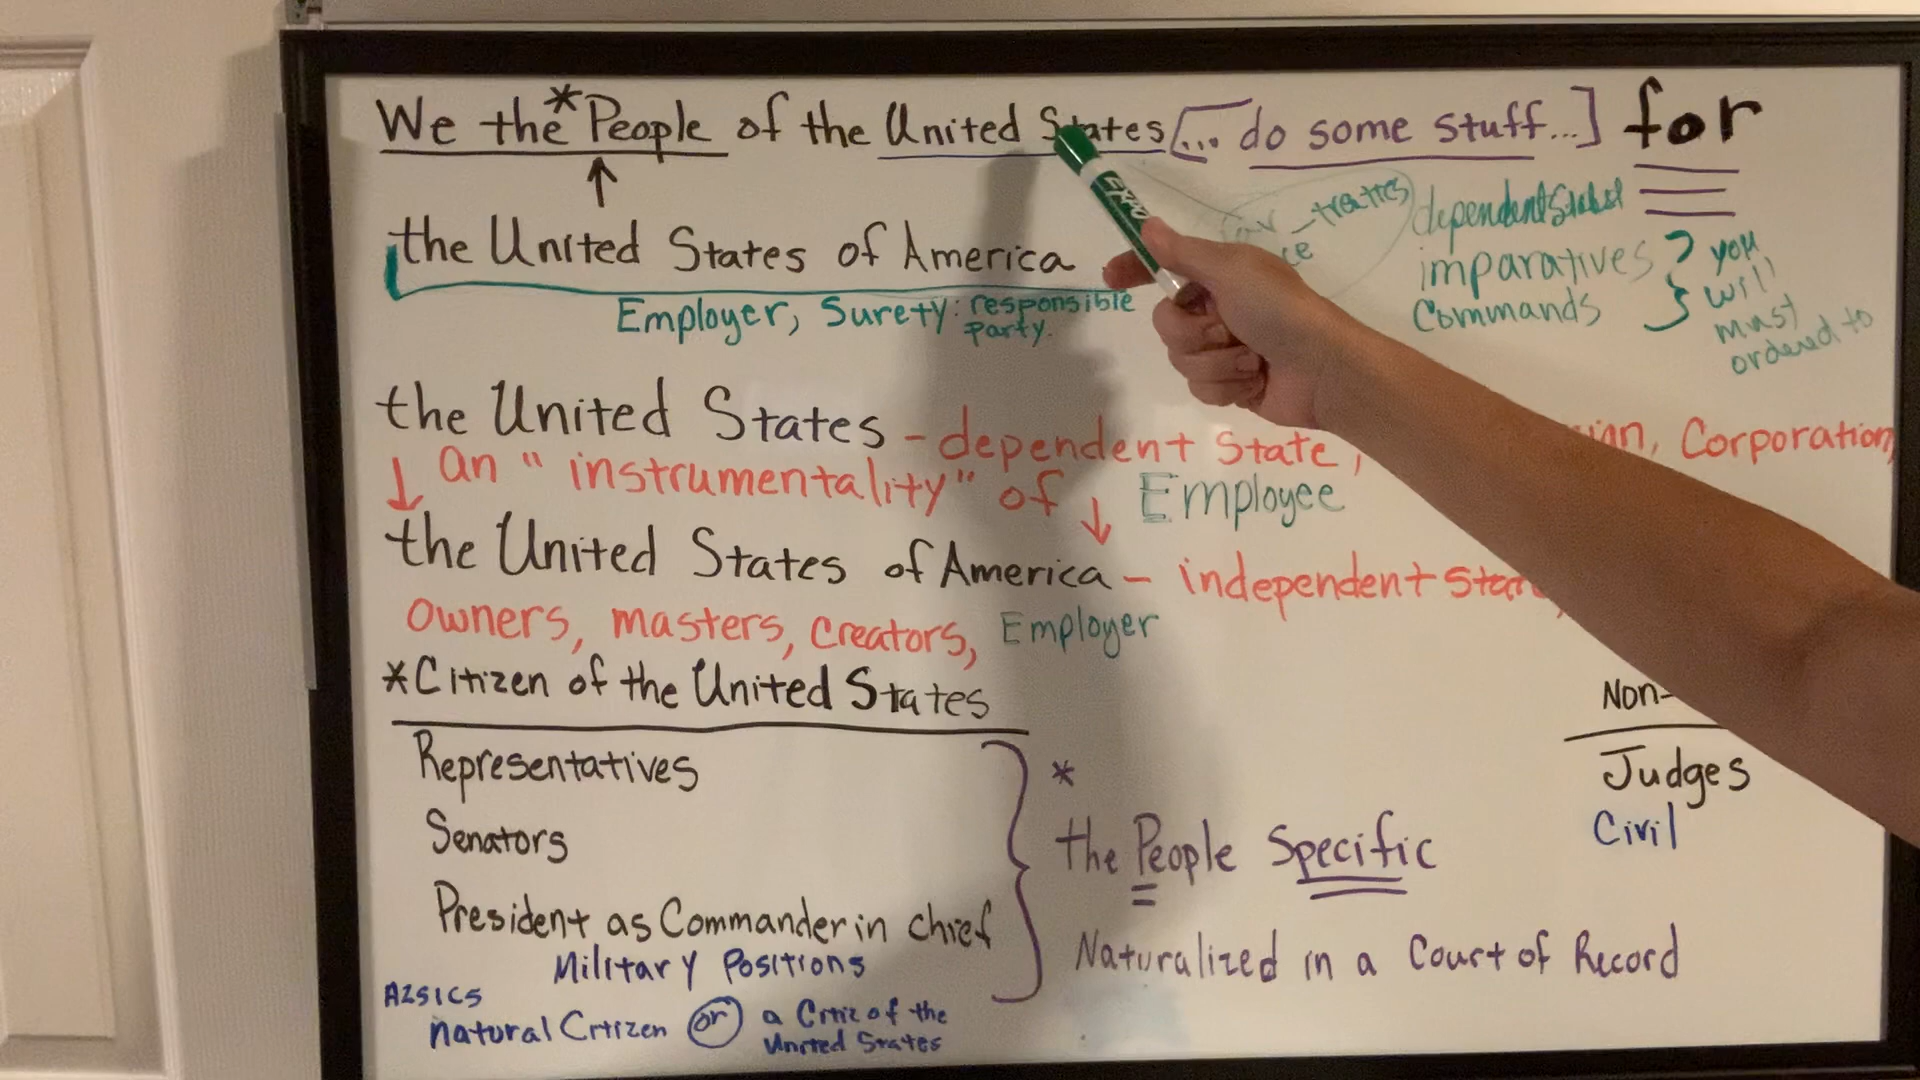 We the *People of the United States [... do some stuff...] for
the United States of America
treaties
Employer, Surety: responsible party.
imparatives
Commands
you
will
must
ordered to
the United States - dependent State,
Corporation,
an "instrumentality" of
Employee
the United States of America - independent
owners, masters, creators, Employer
*Citizen of the United States
Representatives
Senators
President as Commander in chief
Military Positions
AISIC5
natural Citizen or a Citiz of the
United States
*
the People Specific
Naturalized in a Court of Record
Non-
Judges
Civil
EXPO